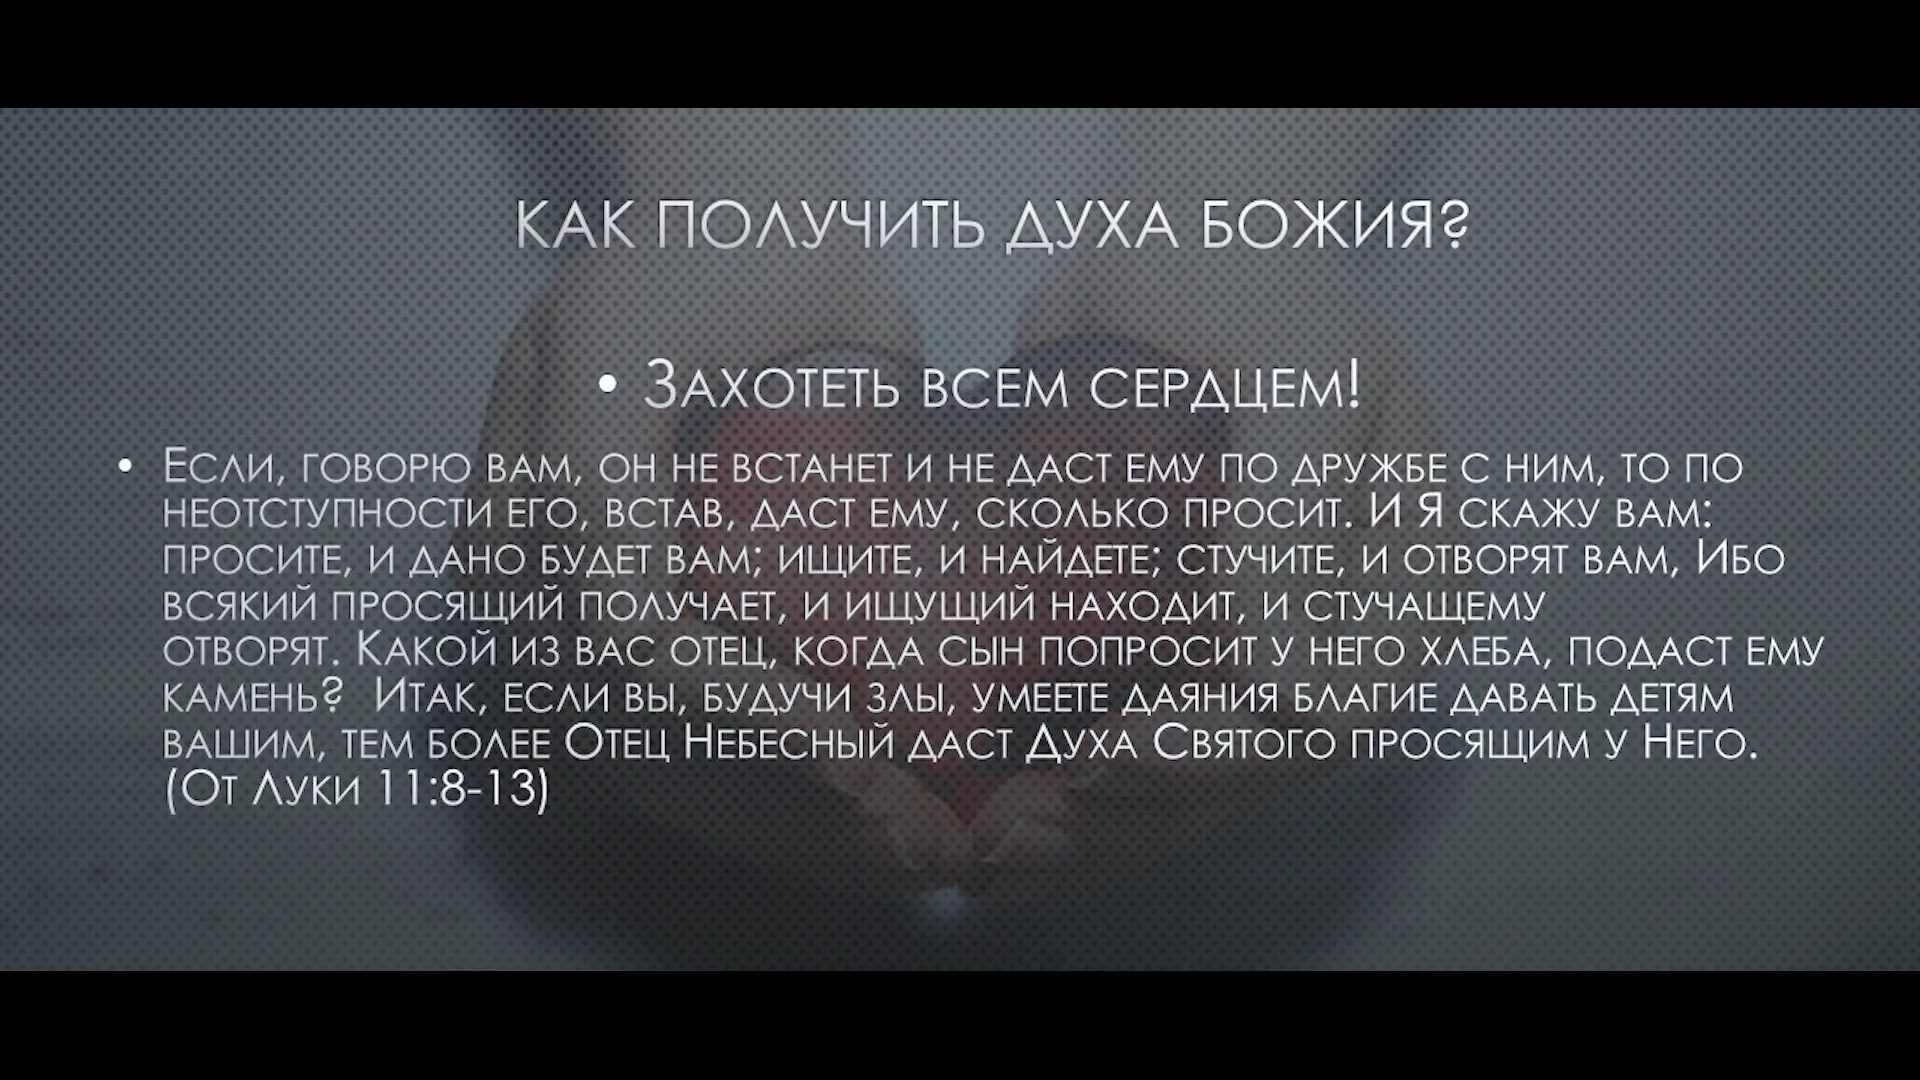 КАК ПОЛУЧИТЬ ДУХА БОЖИЯ?
• Захотеть всем сердцем!
• Если, говорю вам, он не встанет и не даст ему по дружбе с ним, то по
неотступности его, встав, даст ему, сколько просит. И Я скажу вам:
просите, и дано будет вам; ищите, и найдете; стучите, и отворят вам, Ибо
всякий просящий получает, и ищущий находит, и стучащему
отворят. Какой из вас отец, когда сын попросит у него хлеба, подаст ему
камень? Итак, если вы, будучи злы, умеете даяния благие давать детям
вашим, тем более Отец Небесный даст Духа Святого просящим у Него.
(От Луки 11:8-13)